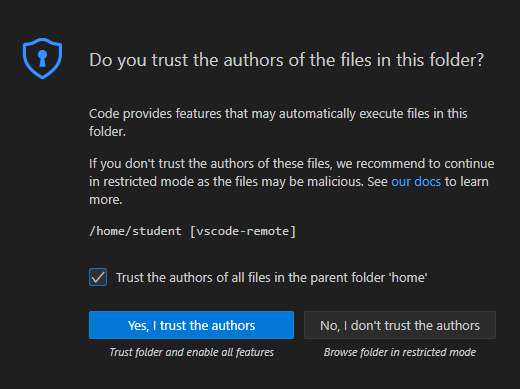 Do you trust the authors of the files in this folder?
Code provides features that may automatically execute files in this
folder.
If you don't trust the authors of these files, we recommend to continue
in restricted mode as the files may be malicious. See our docs to learn
more.
/home/student [vscode-remote]
Trust the authors of all files in the parent folder 'home'
Yes, I trust the authors
No, I don't trust the authors
Trust folder and enable all features
Browse folder in restricted mode